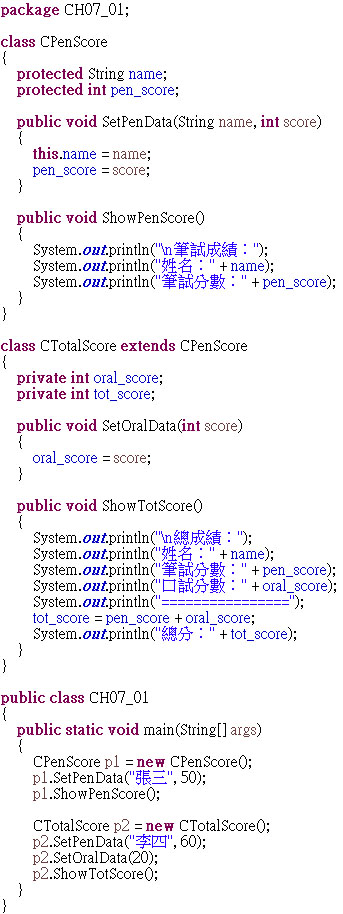 package CH07_01;

class CPenScore
{
    protected String name;
    protected int pen_score;

    public void SetPenData(String name, int score)
    {
        this.name = name;
        pen_score = score;
    }

    public void ShowPenScore()
    {
        System.out.println("\n筆試成績：");
        System.out.println("姓名：" + name);
        System.out.println("筆試分數：" + pen_score);
    }
}

class CTotalScore extends CPenScore
{
    private int oral_score;
    private int tot_score;

    public void SetOralData(int score)
    {
        oral_score = score;
    }

    public void ShowTotScore()
    {
        System.out.println("\n總成績：");
        System.out.println("姓名：" + name);
        System.out.println("筆試分數：" + pen_score);
        System.out.println("口試分數：" + oral_score);
        System.out.println("================");
        tot_score = pen_score + oral_score;
        System.out.println("總分：" + tot_score);
    }
}

public class CH07_01
{
    public static void main(String[] args)
    {
        CPenScore p1 = new CPenScore();
        p1.SetPenData("張三", 50);
        p1.ShowPenScore();

        CTotalScore p2 = new CTotalScore();
        p2.SetPenData("李四", 60);
        p2.SetOralData(20);
        p2.ShowTotScore();
    }
}